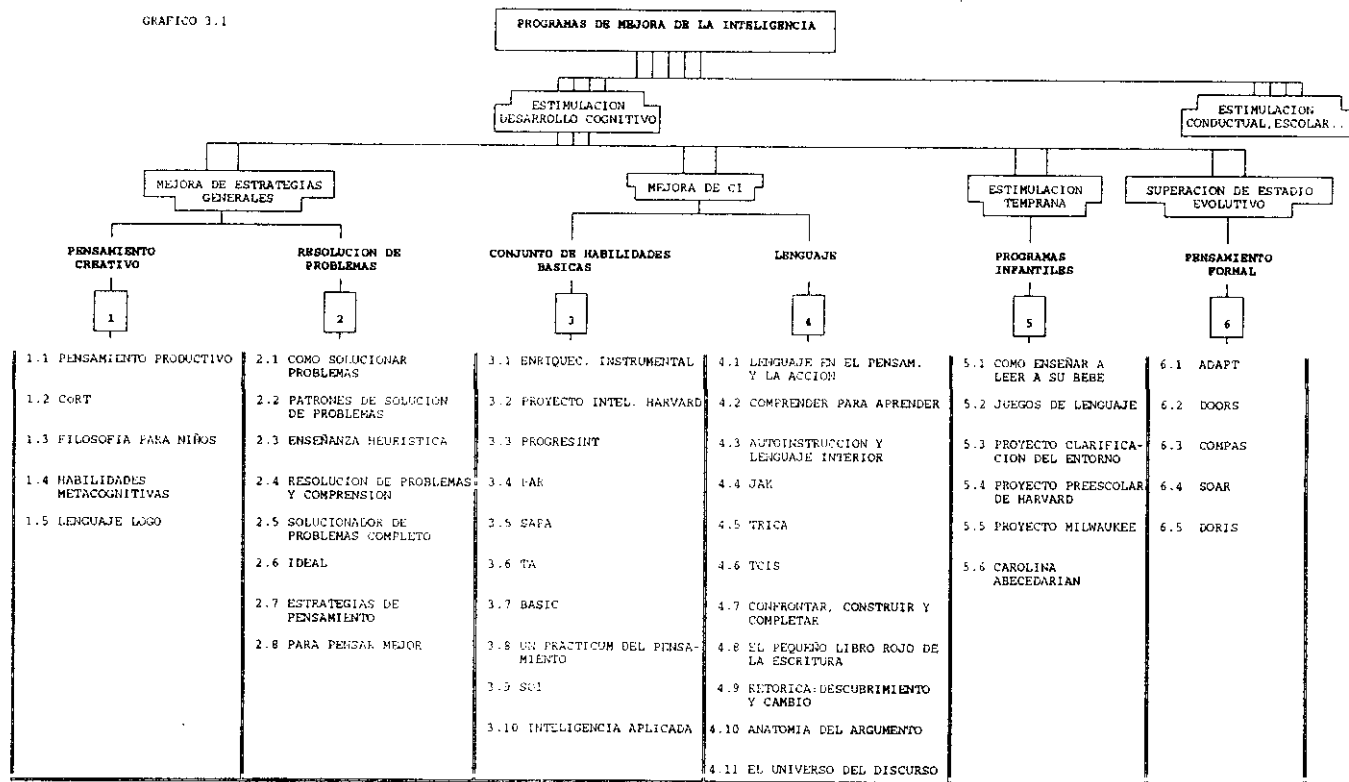 GRAFICO 3.1
PROGRAMAS DE MEJORA DE LA INTELIGENCIA
ESTIMULACION
DESARROLLO COGNITIVO
ESTIMULACION
CONDUCTUAL, ESCOLAR..
MEJORA DE ESTRATEGIAS
GENERALES
MEJORA DE CI
ESTIMULACION
TEMPRANA
SUPERACION DE ESTADIO
EVOLUTIVO
PENSAMIENTO
CREATIVO
RESOLUCION DE
PROBLEMAS
CONJUNTO DE HABILIDADES
BASICAS
LENGUAJE
PROGRAMAS
INFANTILES
PENSAMIENTO
FORMAL
1
2
3
4
5
6
1.1 PENSAMIENTO PRODUCTIVO
1.2 CoRT
1.3 FILOSOFIA PARA NIÑOS
1.4 HABILIDADES
METACOGNITIVAS
1.5 LENGUAJE LOGO
2.1 COMO SOLUCIONAR
PROBLEMAS
2.2 PATRONES DE SOLUCION
DE PROBLEMAS
2.3 ENSEÑANZA HEURISTICA
2.4 RESOLUCION DE PROBLEMAS
Y COMPRENSION
2.5 SOLUCIONADOR DE
PROBLEMAS COMPLETO
2.6 IDEAL
2.7 ESTRATEGIAS DE
PENSAMIENTO
2.8 PARA PENSAR MEJOR
3.1 ENRIQUEC. INSTRUMENTAL
3.2 PROYECTO INTEL. HARVARD
3.3 PROGRESINT
3.4
3.5 SAPA
3.6 TA
3.7 BASIC
3.8 UN PRACTICUM DEL PENSA-
MIENTO
3.9 SOI
3.10 INTELIGENCIA APLICADA
4.1 LENGUAJE EN EL PENSAM.
Y LA ACCION
4.2 COMPRENDER PARA APRENDER
4.3 AUTOINSTRUCCION Y
LENGUAJE INTERIOR
4.4
4.5 TRICA
4.6 TCIS
4.7 CONFRONTAR, CONSTRUIR Y
COMPLETAR
4.8 EL PEQUEÑO LIBRO ROJO DE
LA ESCRITURA
4.9 RETORICA:DESCUBRIMIENTO
Y CAMBIO
4.10 ANATOMIA DEL ARGUMENTO
4.11 EL UNIVERSO DEL DISCURSO
5.1 COMO ENSEÑAR A
LEER A SU BEBE
5.2 JUEGOS DE LENGUAJE
5.3 PROYECTO CLARIFICA-
CION DEL ENTORNO
5.4 PROYECTO PREESCOLAR
DE HARVARD
5.5 PROYECTO MILWAUKEE
5.6 CAROLINA
ABECEDARIAN
6.1 ADAPT
6.2 DOORS
6.3 COMPAS
6.4 SOAR
6.5 DORIS